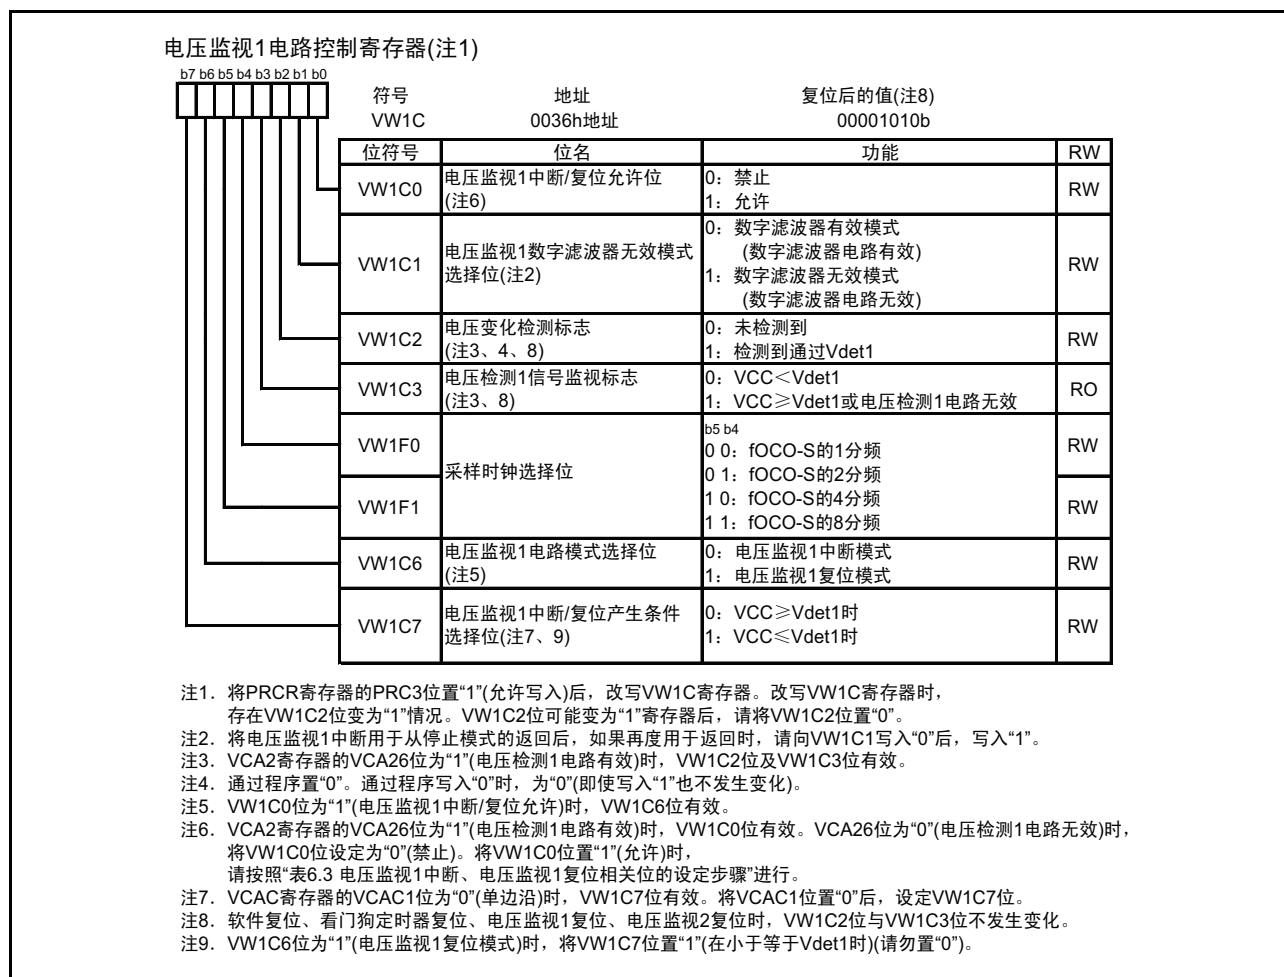 电压监视1电路控制寄存器(注1)
b7 b6 b5 b4 b3 b2 b1 b0
符号 地址 复位后的值(注8)
VW1C 0036h地址 00001010b
位符号 位名 功能 RW
VW1C0 电压监视1中断/复位允许位 (注6) 0：禁止 RW
1：允许
VW1C1 电压监视1数字滤波器无效模式 选择位(注2) 0：数字滤波器有效模式 RW
(数字滤波器电路有效)
1：数字滤波器无效模式
(数字滤波器电路无效)
VW1C2 电压变化检测标志 (注3、4、8) 0：未检测到 RW
1：检测到通过Vdet1
VW1C3 电压检测1信号监视标志 (注3、8) 0：VCC＜Vdet1 RO
1：VCC≥Vdet1或电压检测1电路无效
VW1F0 采样时钟选择位 b5 b4 RW
0 0：fOCO-S的1分频
0 1：fOCO-S的2分频
VW1F1 1 0：fOCO-S的4分频 RW
1 1：fOCO-S的8分频
VW1C6 电压监视1电路模式选择位 (注5) 0：电压监视1中断模式 RW
1：电压监视1复位模式
VW1C7 电压监视1中断/复位产生条件 选择位(注7、9) 0：VCC≥Vdet1时 RW
1：VCC≤Vdet1时
注1. 将PRCR寄存器的PRC3位置“1”(允许写入)后，改写VW1C寄存器。改写VW1C寄存器时，
存在VW1C2位变为“1”情况。VW1C2位可能变为“1”寄存器后，请将VW1C2位置“0”。
注2. 将电压监视1中断用于从停止模式的返回后，如果再度用于返回时，请向VW1C1写入“0”后，写入“1”。
注3. VCA2寄存器的VCA26位为“1”(电压检测1电路有效)时，VW1C2位及VW1C3位有效。
注4. 通过程序置“0”。通过程序写入“0”时，为“0”(即使写入“1”也不发生变化)。
注5. VW1C0位为“1”(电压监视1中断/复位允许)时，VW1C6位有效。
注6. VCA2寄存器的VCA26位为“1”(电压检测1电路有效)时，VW1C0位有效。VCA26位为“0”(电压检测1电路无效)时，
将VW1C0位设定为“0”(禁止)。将VW1C0位置“1”(允许)时，
请按照“表6.3 电压监视1中断、电压监视1复位相关位的设定步骤”进行。
注7. VCAC寄存器的VCAC1位为“0”(单边沿)时，VW1C7位有效。将VCAC1位置“0”后，设定VW1C7位。
注8. 软件复位、看门狗定时器复位、电压监视1复位、电压监视2复位时，VW1C2位与VW1C3位不发生变化。
注9. VW1C6位为“1”(电压监视1复位模式)时，将VW1C7位置“1”(在小于等于Vdet1时)(请勿置“0”)。